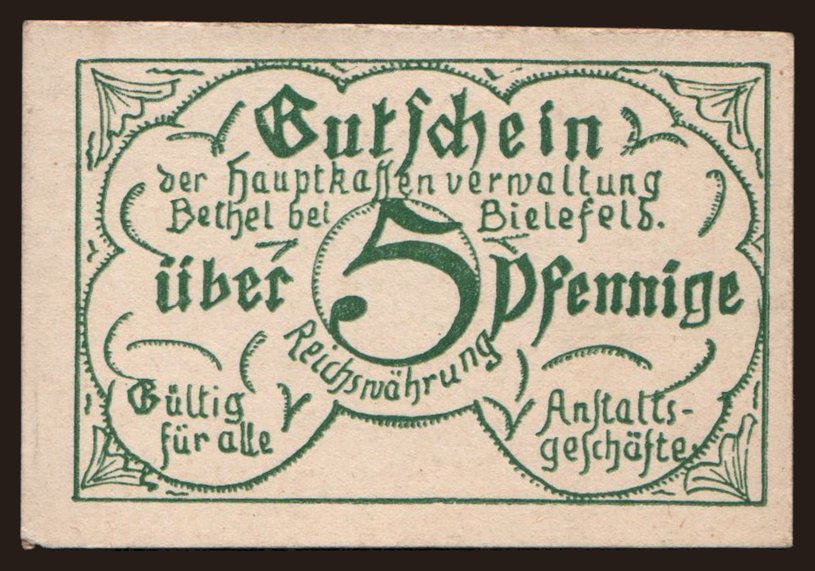 Gutschein
der Hauptkassenverwaltung
Bethel bei Bielefeld.
über 5 Pfennige
Reichswährung
Gültig für alle
Anstalts-
geschäfte